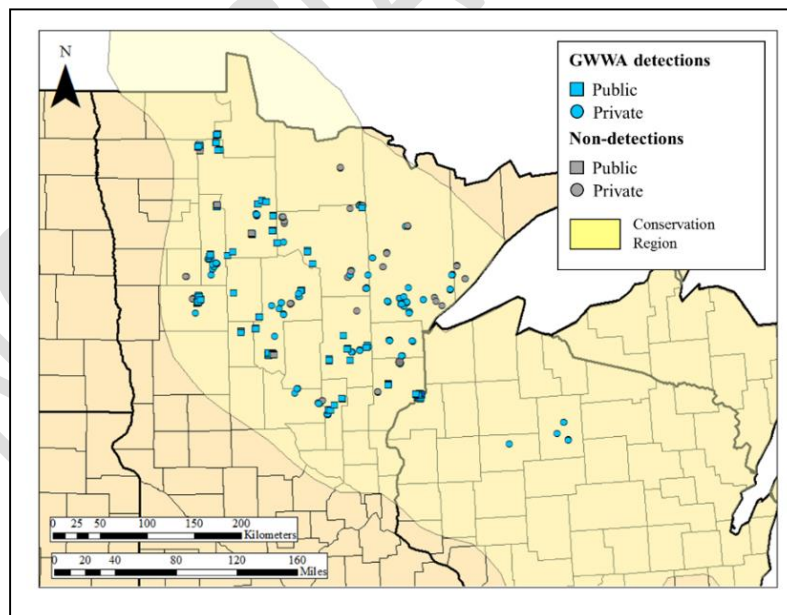 N
GWWA detections
Public
Private
Non-detections
Public
Private
Conservation
Region
0 25 50 100 150 200
Kilometers
0 20 40 80 120 160
Miles